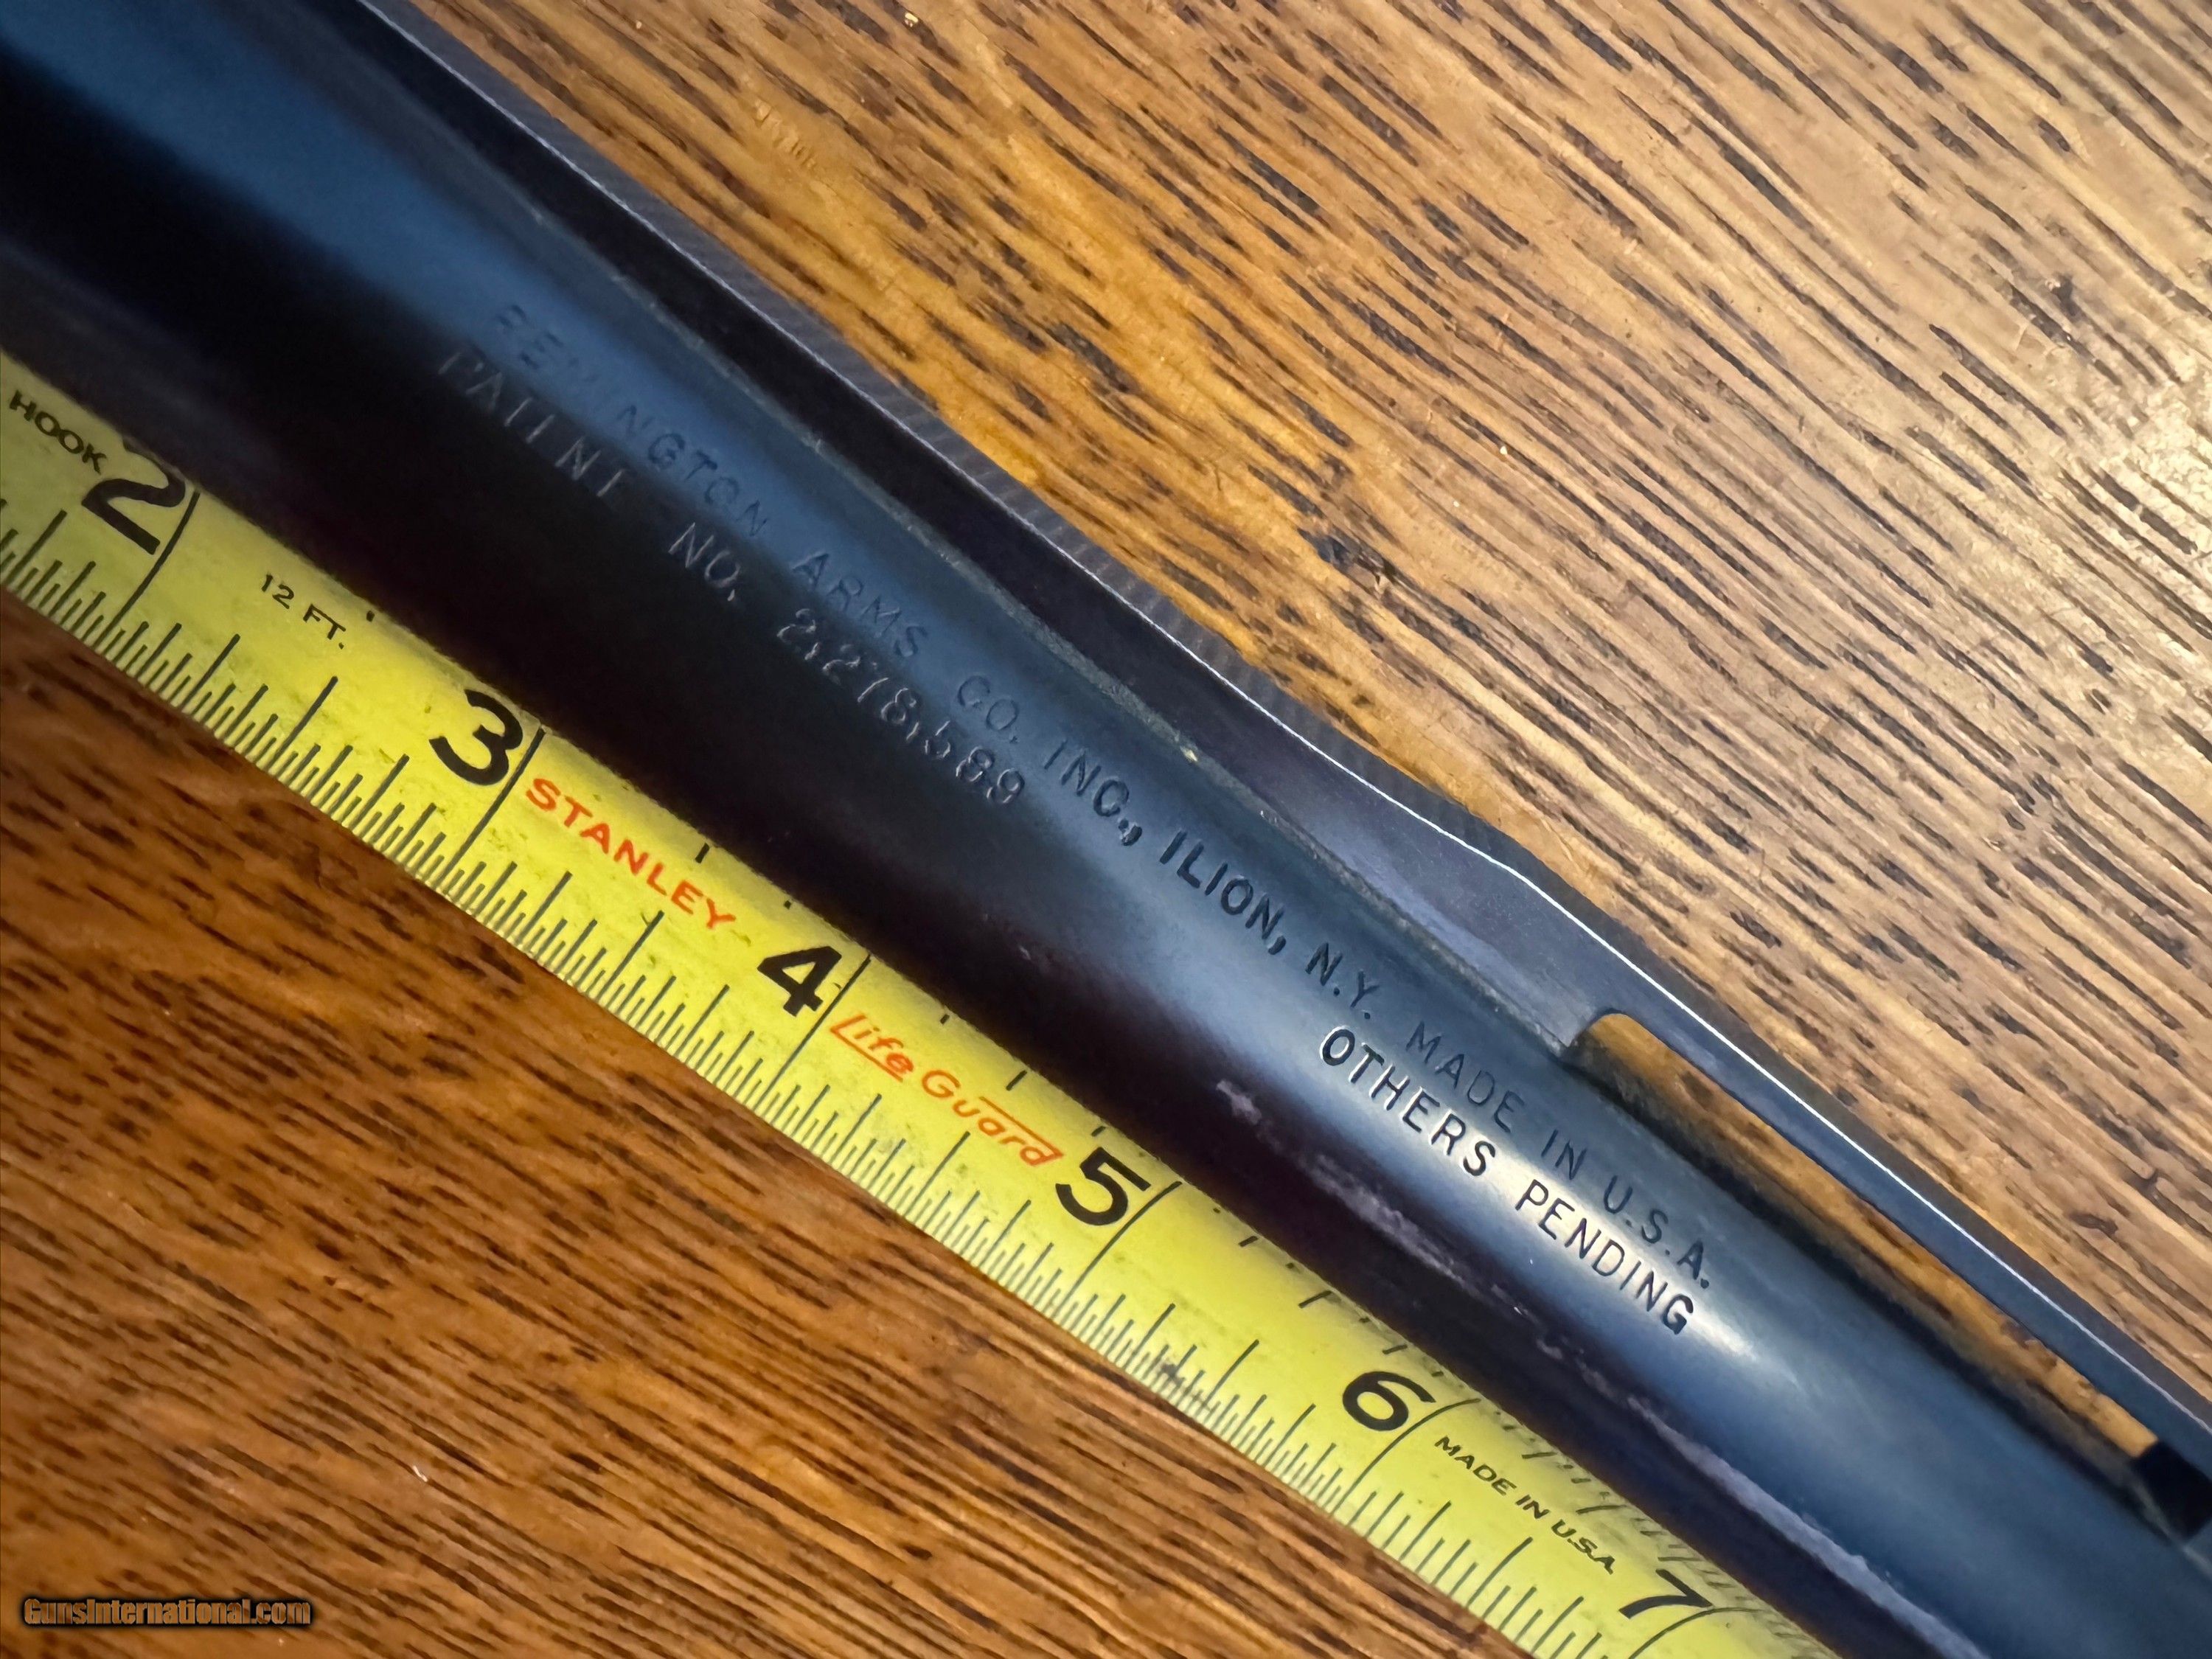 REMINGTON ARMS CO. INC., ILION, N.Y. MADE IN U.S.A.
PATENT NO. 2,278,589 OTHERS PENDING
HOOK
2
12 FT.
3
STANLEY
4
LifeGuard
5
6
MADE IN U.S.A
7
GunsInternational.com